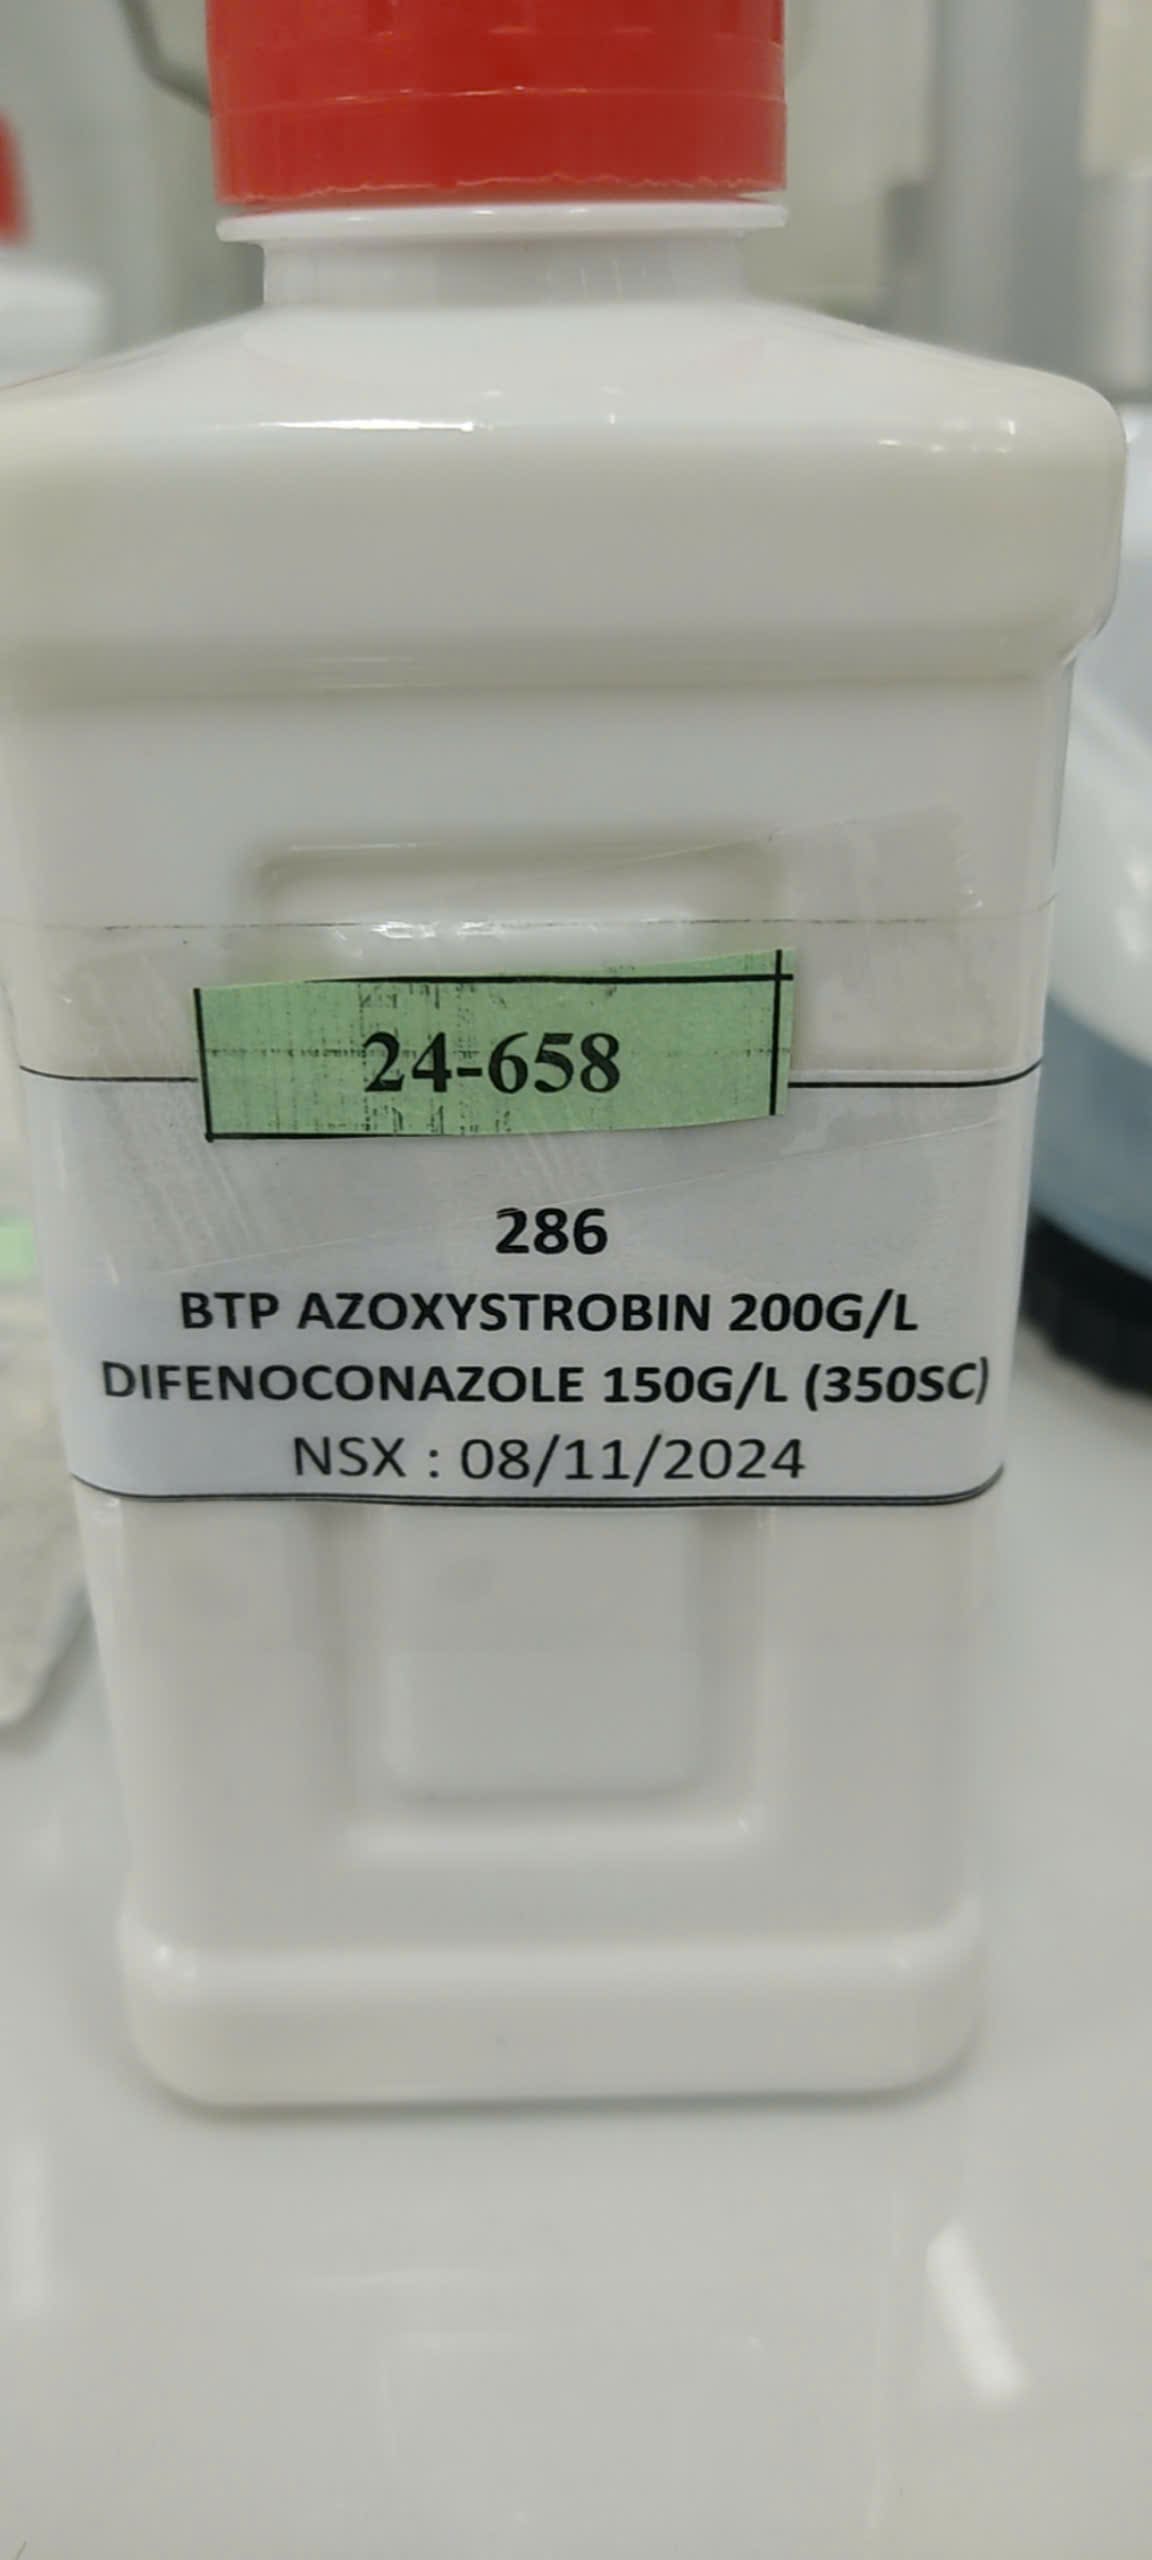 24-658
286
BTP AZOXYSTROBIN 200G/L
DIFENOCONAZOLE 150G/L (350SC)
NSX : 08/11/2024